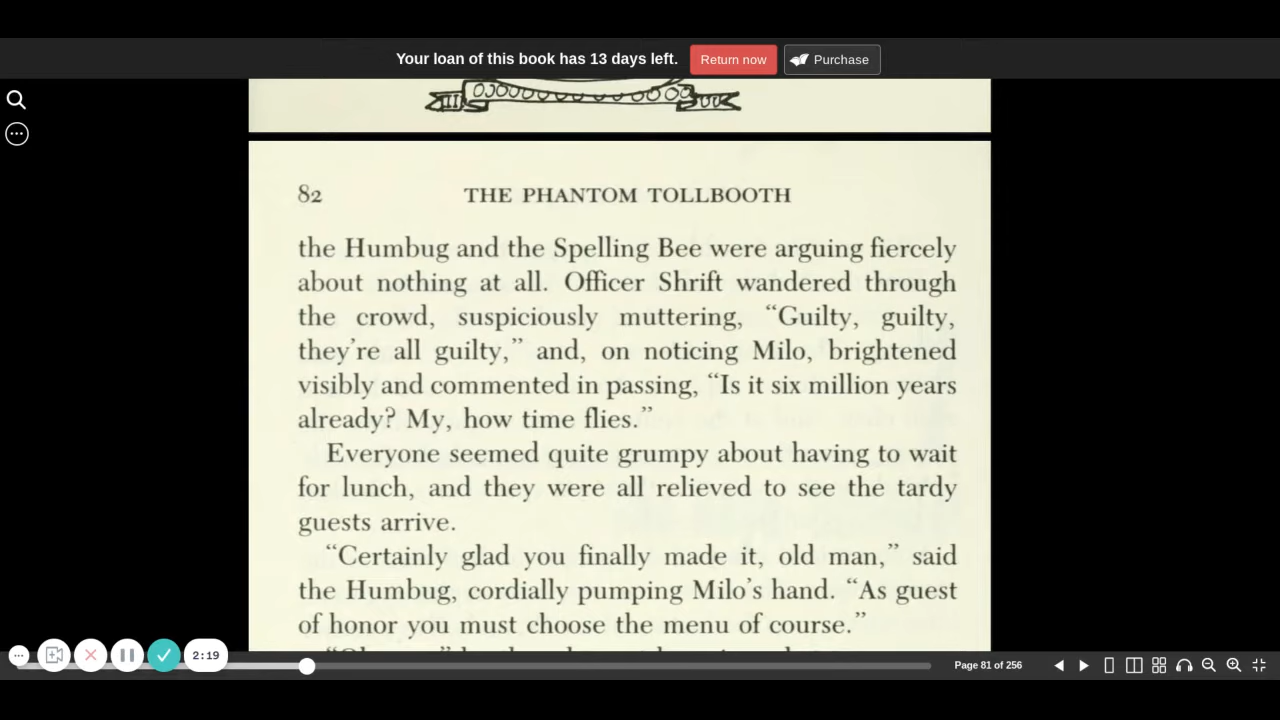 Your loan of this book has 13 days left. Return now Purchase
82 THE PHANTOM TOLLBOOTH
the Humbug and the Spelling Bee were arguing fiercely
about nothing at all. Officer Shrift wandered through
the crowd, suspiciously muttering, “Guilty, guilty,
they’re all guilty,” and, on noticing Milo, brightened
visibly and commented in passing, “Is it six million years
already? My, how time flies.”
Everyone seemed quite grumpy about having to wait
for lunch, and they were all relieved to see the tardy
guests arrive.
“Certainly glad you finally made it, old man,” said
the Humbug, cordially pumping Milo’s hand. “As guest
of honor you must choose the menu of course.”
2:19 Page 81 of 256